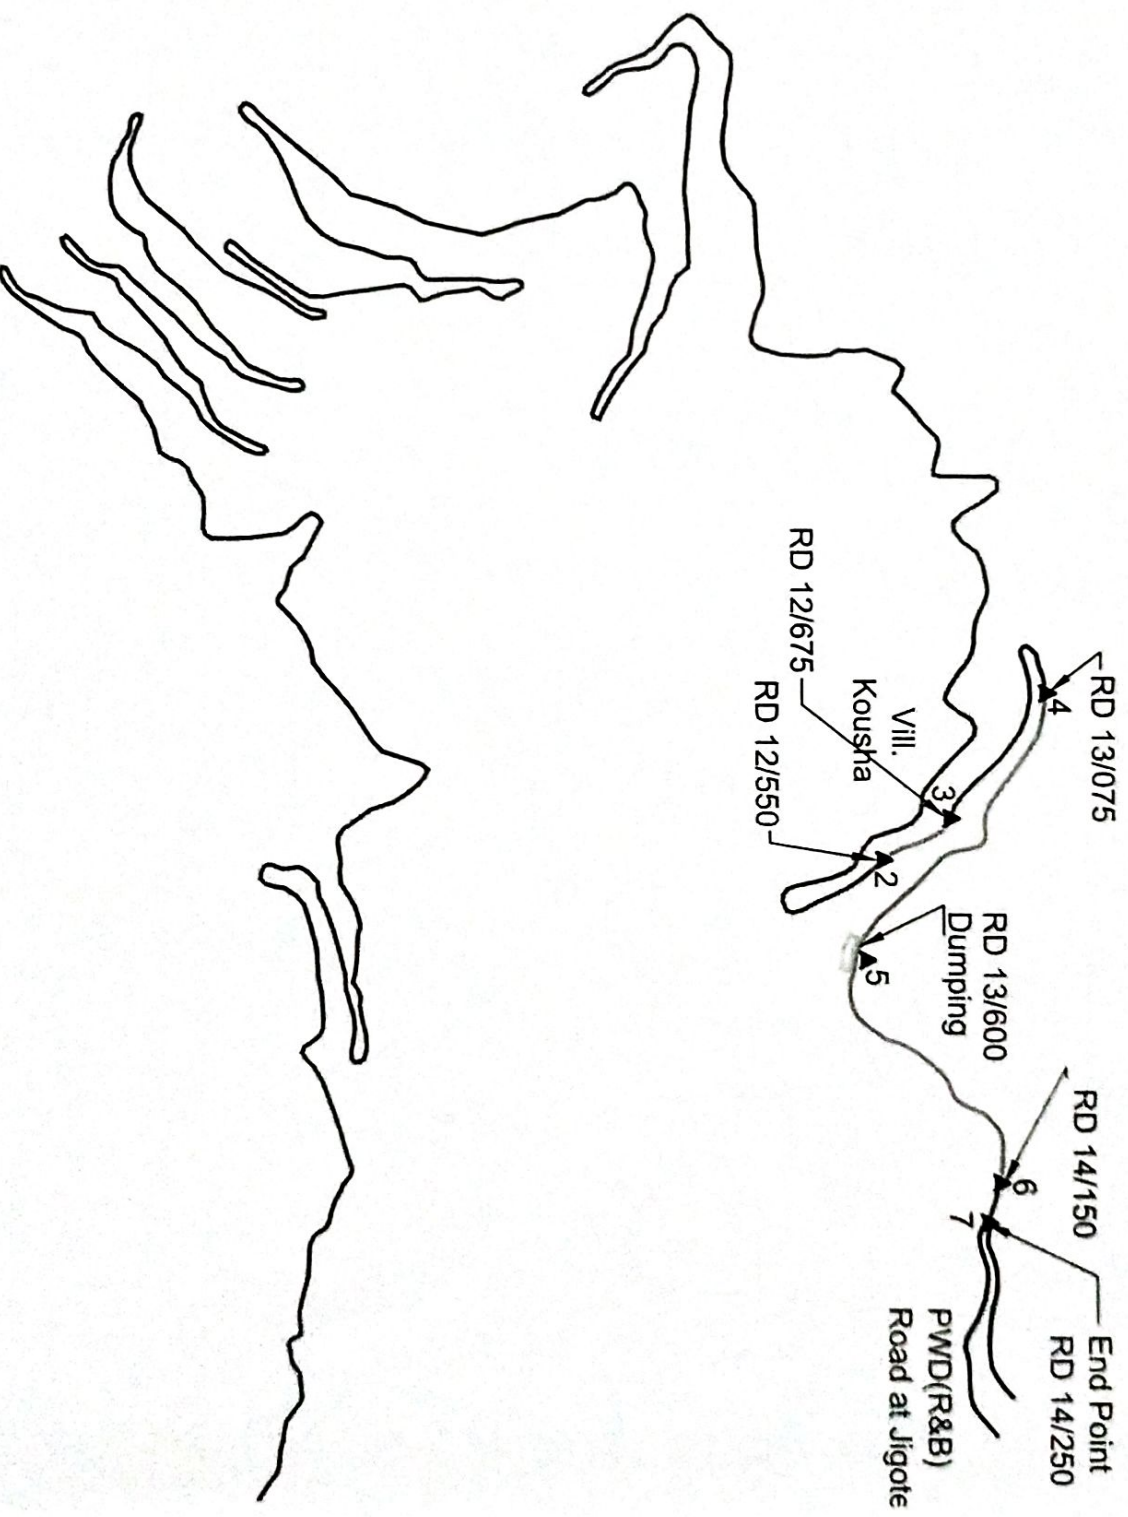 RD 13/075
4
RD 12/675
Vill.
Kousha
RD 12/550
3
2
RD 13/600
Dumping
5
RD 14/150
6
7
End Point
RD 14/250
PWD(R&B)
Road at Jigote